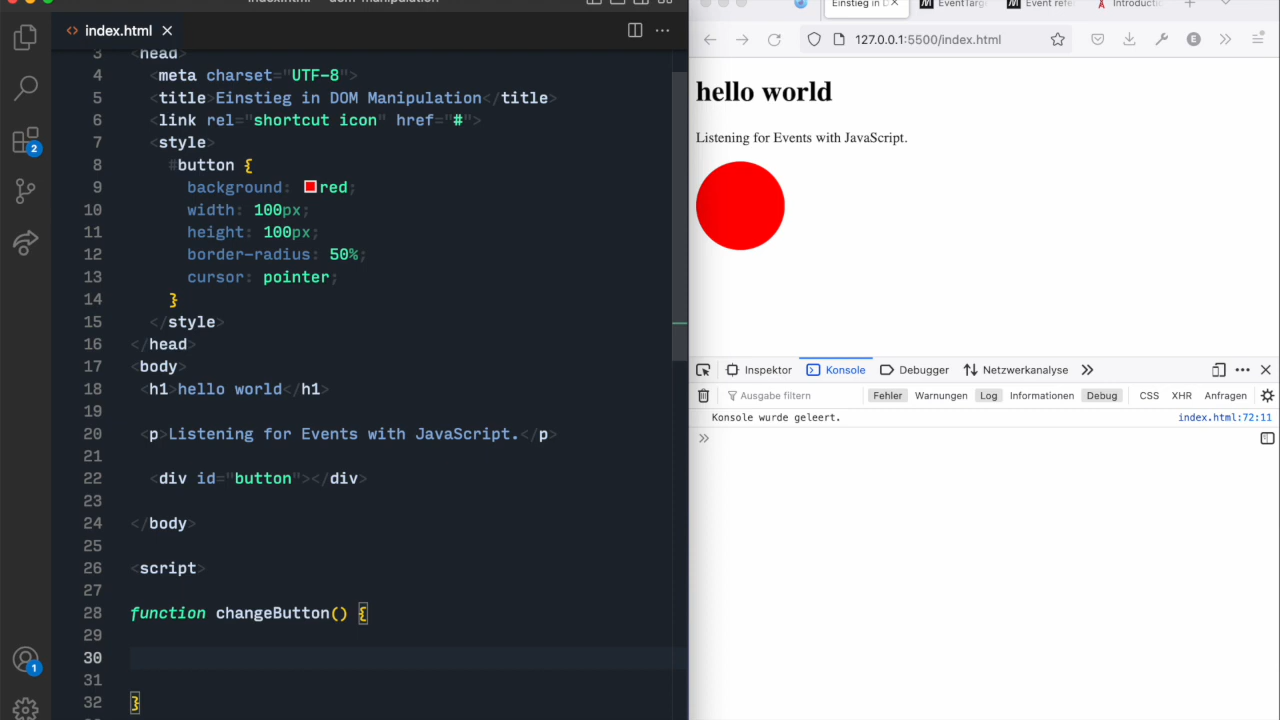 index.html — dom-manipulation
index.html
3 <head>
4 <meta charset="UTF-8">
5 <title>Einstieg in DOM Manipulation</title>
6 <link rel="shortcut icon" href="#">
7 <style>
8 #button {
9 background: red;
10 width: 100px;
11 height: 100px;
12 border-radius: 50%;
13 cursor: pointer;
14 }
15 </style>
16 </head>
17 <body>
18 <h1>hello world</h1>
19
20 <p>Listening for Events with JavaScript.</p>
21
22 <div id="button"></div>
23
24 </body>
25
26 <script>
27
28 function changeButton() {
29
30
31
32 }
2
1
Einstieg in D
EventTarg
Event refe
Introductic
127.0.0.1:5500/index.html
E
hello world
Listening for Events with JavaScript.
Inspektor Konsole Debugger Netzwerkanalyse
Ausgabe filtern Fehler Warnungen Log Informationen Debug CSS XHR Anfragen
Konsole wurde geleert. index.html:72:11